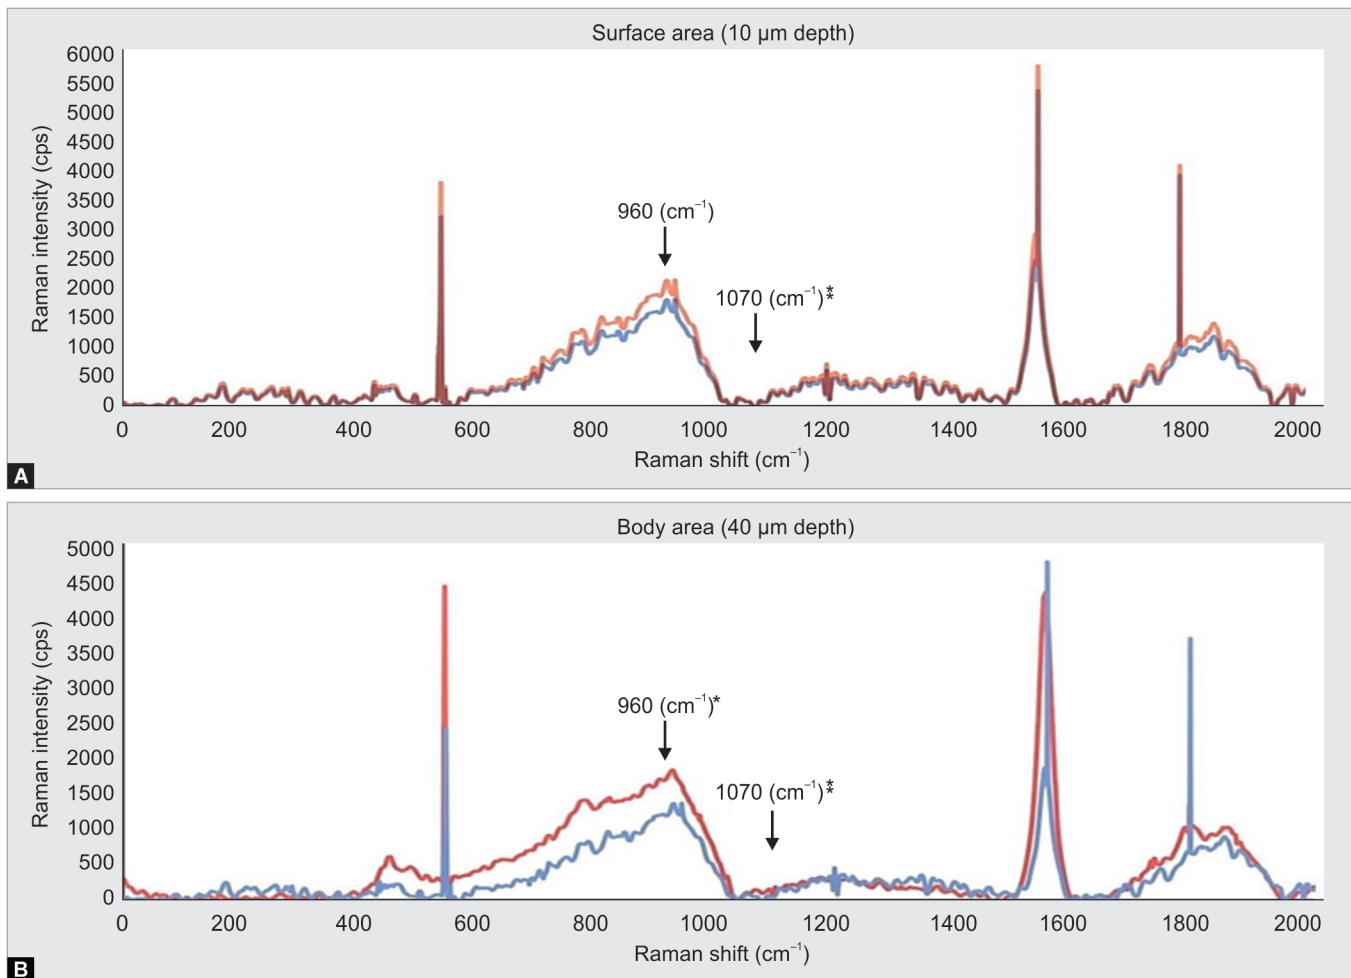 Surface area (10 µm depth)
6000
5500
5000
4500
4000
3500
3000
2500
2000
1500
1000
500
0
Raman intensity (cps)
960 (cm⁻¹)
1070 (cm⁻¹)⁑
0 200 400 600 800 1000 1200 1400 1600 1800 2000
Raman shift (cm⁻¹)
A
Body area (40 µm depth)
5000
4500
4000
3500
3000
2500
2000
1500
1000
500
0
Raman intensity (cps)
960 (cm⁻¹)*
1070 (cm⁻¹)⁑
0 200 400 600 800 1000 1200 1400 1600 1800 2000
Raman shift (cm⁻¹)
B